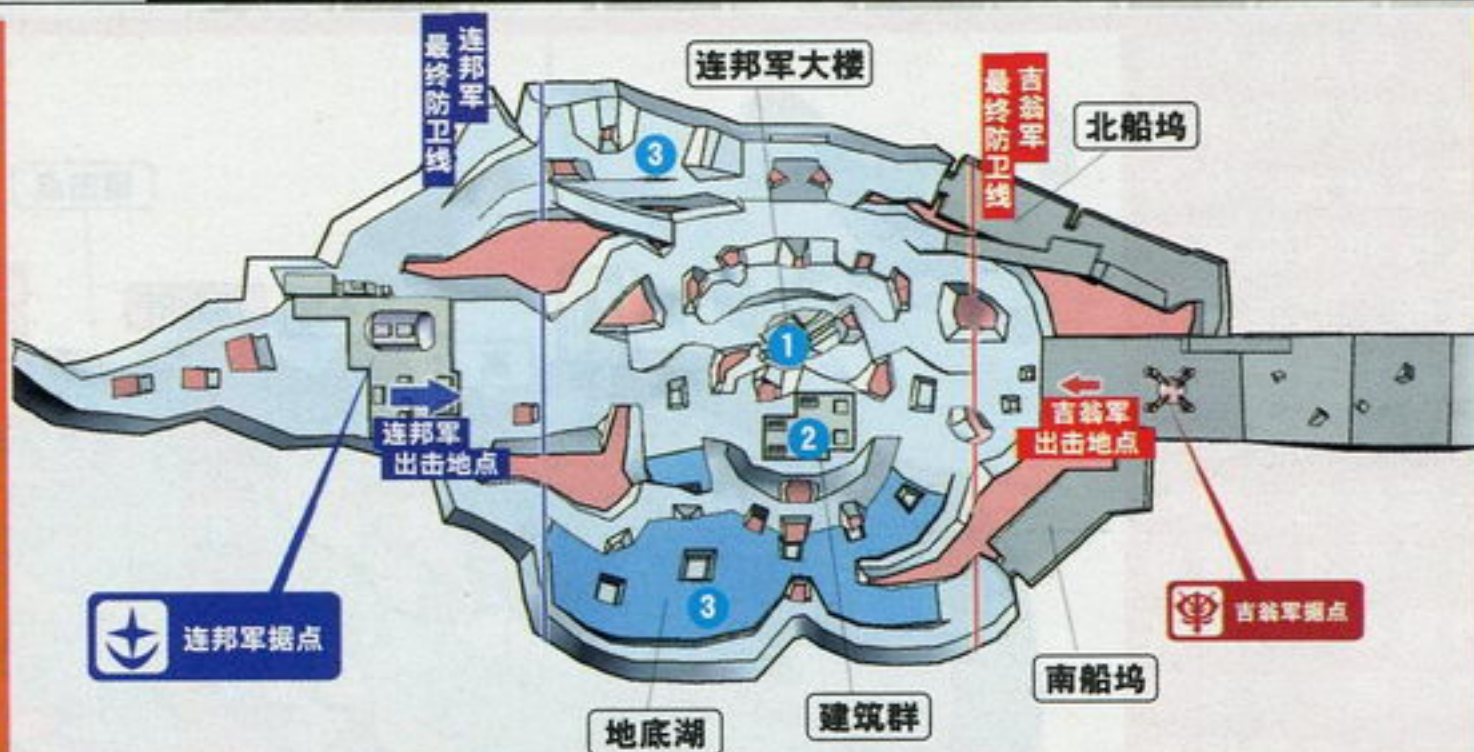 连邦军
最终防卫线
连邦军大楼
吉翁军
最终防卫线
北船坞
3
1
2
连邦军
出击地点
吉翁军
出击地点
3
连邦军据点
吉翁军据点
南船坞
建筑群
地底湖